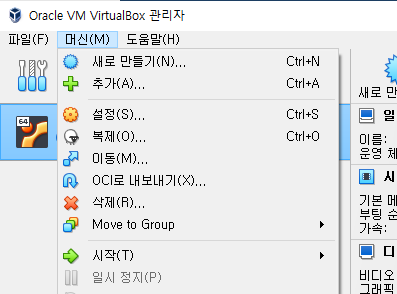 Oracle VM VirtualBox 관리자
파일(F) 머신(M) 도움말(H)
새로 만들기(N)... Ctrl+N
추가(A)... Ctrl+A
설정(S)... Ctrl+S
복제(O)... Ctrl+O
이동(M)...
OCI로 내보내기(X)...
삭제(R)...
Move to Group
시작(T)
일시 정지(P)
64
새로 만
일
이름:
운영 체
시
기본 메
부팅 순
가속:
디
비디오
그래픽